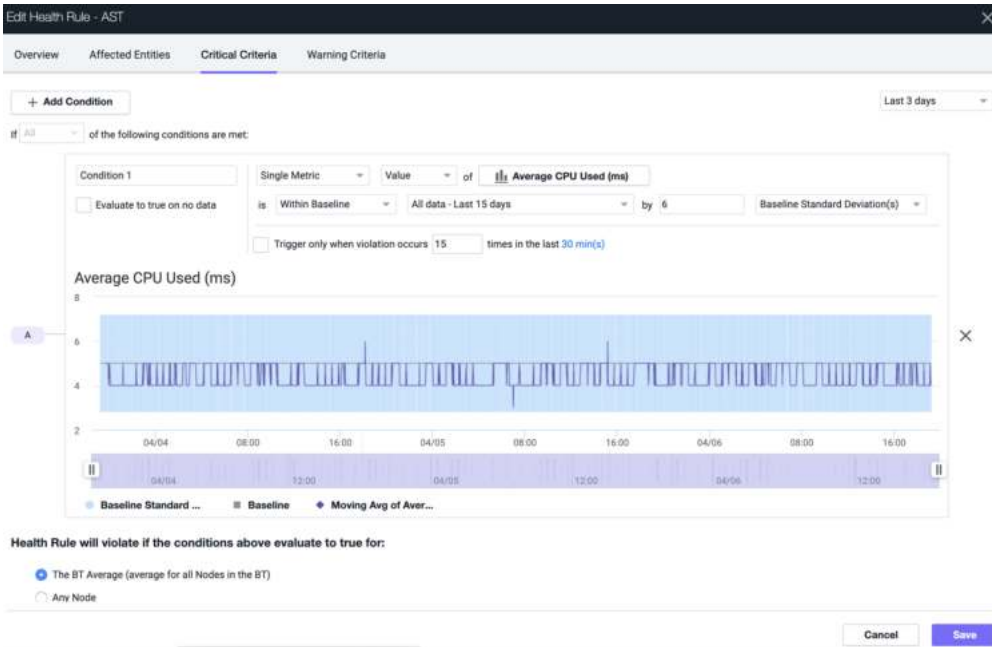 Edit Health Rule - AST
Overview Affected Entities Critical Criteria Warning Criteria
+ Add Condition Last 3 days
If All of the following conditions are met:
Condition 1 Single Metric Value of Average CPU Used (ms)
Evaluate to true on no data is Within Baseline All data - Last 15 days by 6 Baseline Standard Deviation(s)
Trigger only when violation occurs 15 times in the last 30 min(s)
Average CPU Used (ms)
8
A
6
4
2
04/04 08:00 16:00 04/05 08:00 16:00 04/06 08:00 16:00
04/04 12:00 04/05 12:00 04/06 12:00
Baseline Standard ... Baseline Moving Avg of Aver...
Health Rule will violate if the conditions above evaluate to true for:
The BT Average (average for all Nodes in the BT)
Any Node
Cancel Save